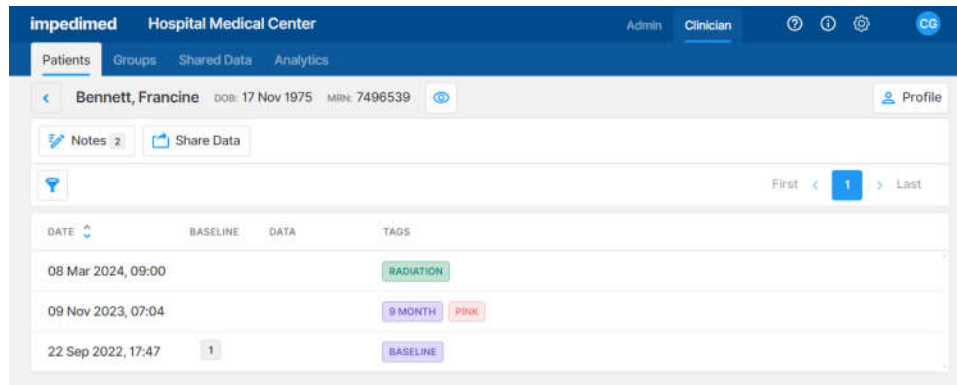 impedimed Hospital Medical Center Admin Clinician CG
Patients Groups Shared Data Analytics
Bennett, Francine DOB: 17 Nov 1975 MRN: 7496539 Profile
Notes 2 Share Data
First 1 Last
DATE BASELINE DATA TAGS
08 Mar 2024, 09:00 RADIATION
09 Nov 2023, 07:04 9 MONTH PINK
22 Sep 2022, 17:47 1 BASELINE